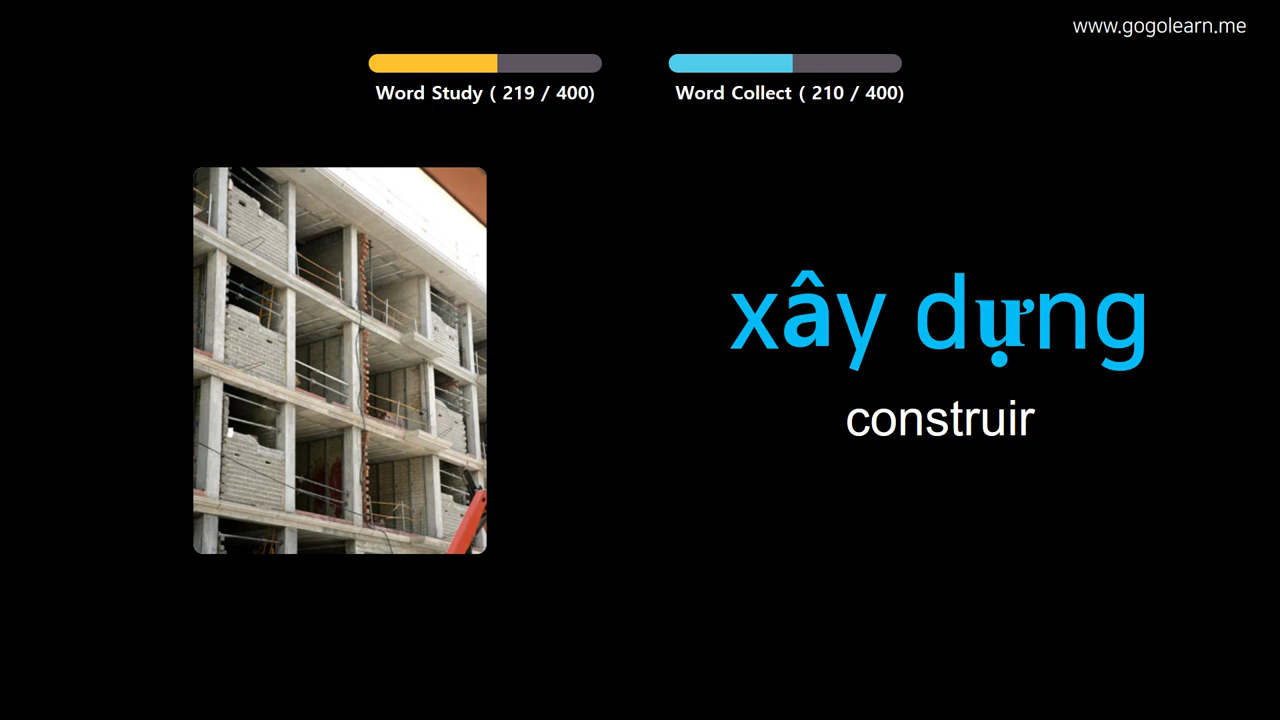 www.gogolearn.me
Word Study ( 219 / 400)
Word Collect ( 210 / 400)
xây dựng
construir